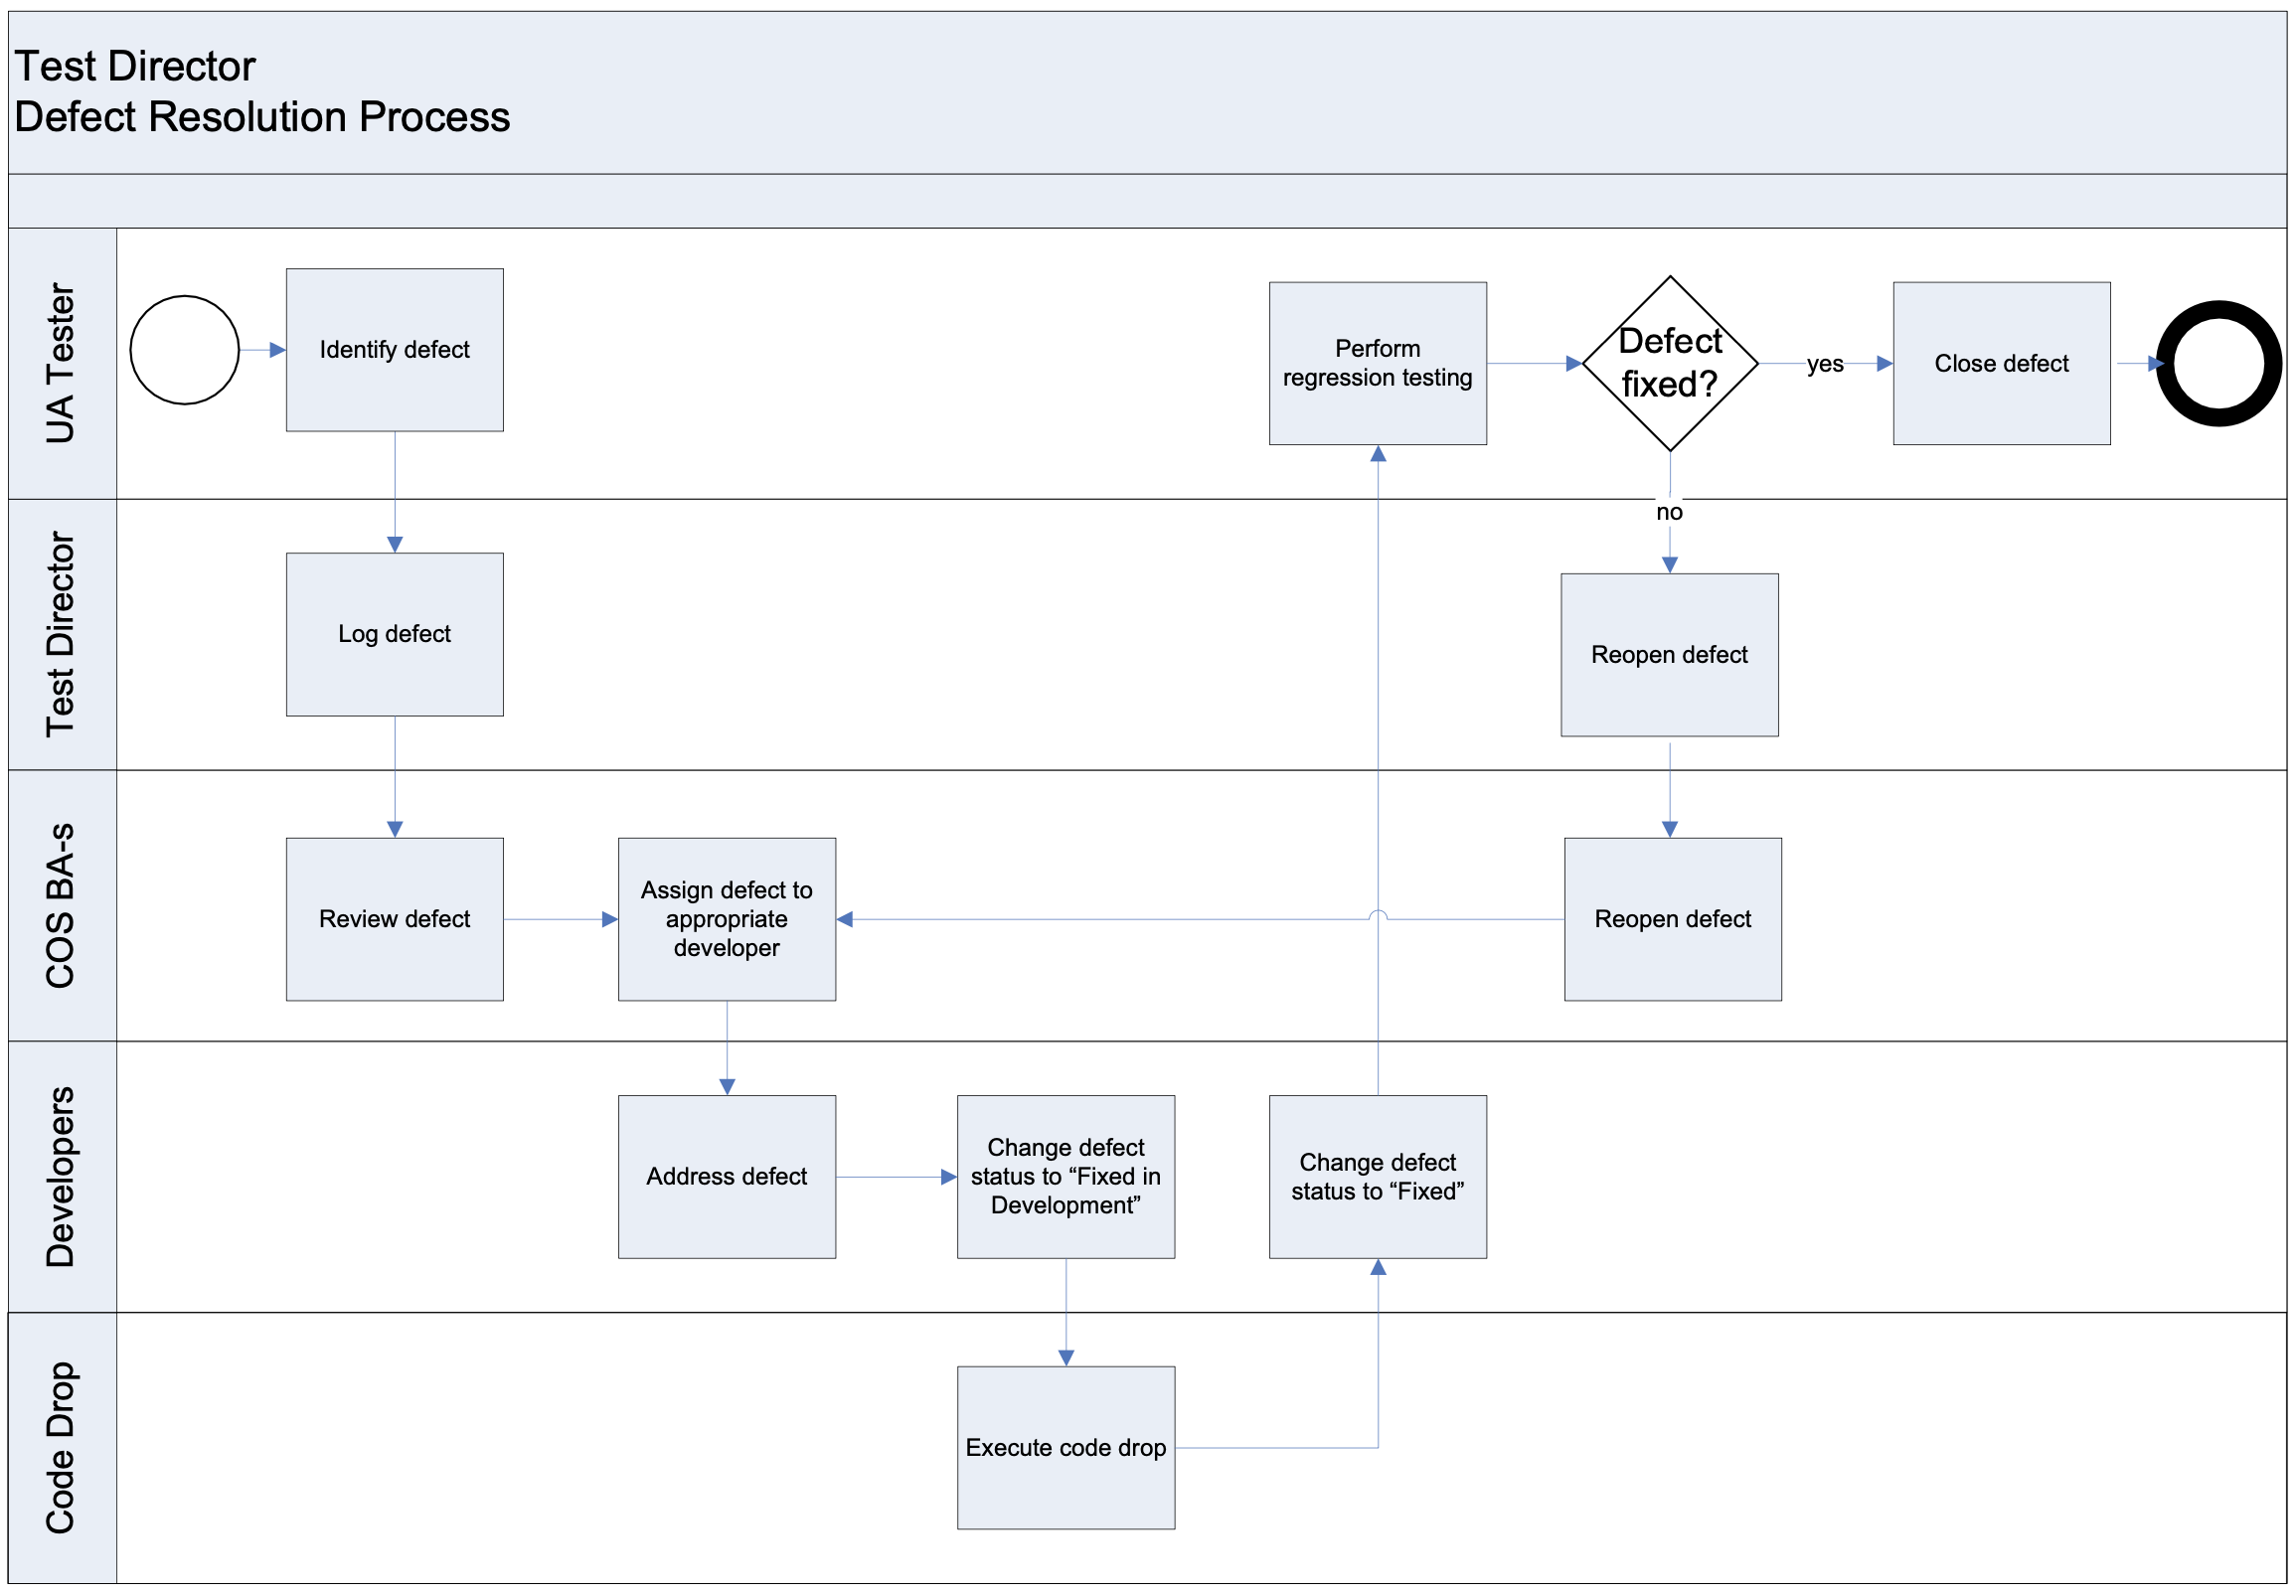 Test Director
Defect Resolution Process
UA Tester
Identify defect
Perform
regression testing
Defect
fixed?
yes
Close defect
no
Test Director
Log defect
Reopen defect
COS BA-s
Review defect
Assign defect to
appropriate
developer
Reopen defect
Developers
Address defect
Change defect
status to “Fixed in
Development”
Change defect
status to “Fixed”
Code Drop
Execute code drop